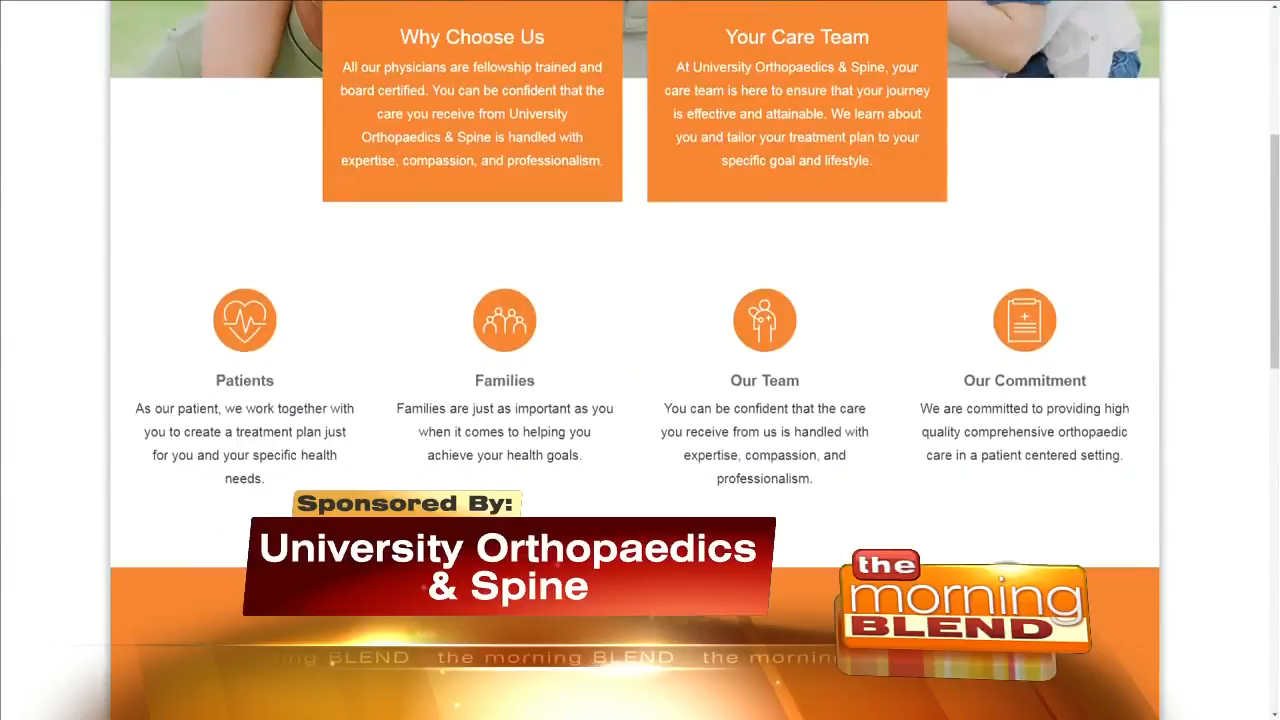 Why Choose Us
All our physicians are fellowship trained and
board certified. You can be confident that the
care you receive from University
Orthopaedics & Spine is handled with
expertise, compassion, and professionalism.
Your Care Team
At University Orthopaedics & Spine, your
care team is here to ensure that your journey
is effective and attainable. We learn about
you and tailor your treatment plan to your
specific goal and lifestyle.
Patients
As our patient, we work together with
you to create a treatment plan just
for you and your specific health
needs.
Families
Families are just as important as you
when it comes to helping you
achieve your health goals.
Our Team
You can be confident that the care
you receive from us is handled with
expertise, compassion, and
professionalism.
Our Commitment
We are committed to providing high
quality comprehensive orthopaedic
care in a patient centered setting.
Sponsored By:
University Orthopaedics
& Spine
the
morning
BLEND
ning BLEND the morning BLEND the mornin